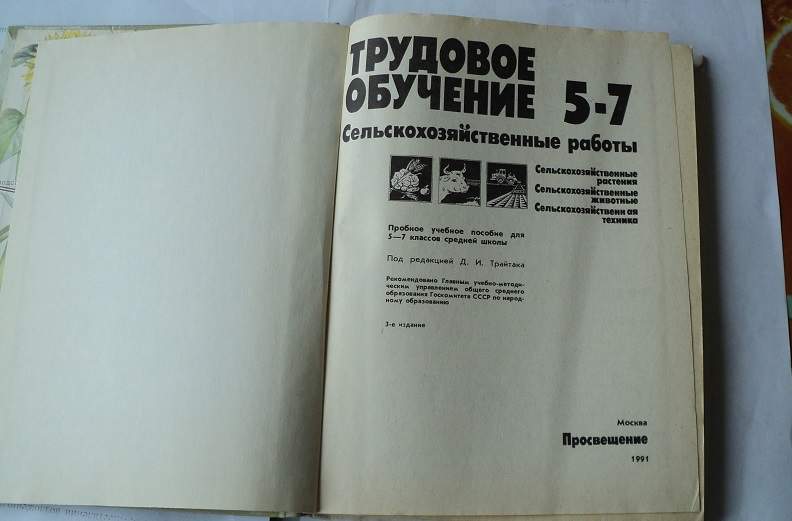 ТРУДОВОЕ
ОБУЧЕНИЕ 5-7
Сельскохозяйственные работы
Сельскохозяйственные
растения
Сельскохозяйственные
животные
Сельскохозяйственн ая
техника
Пробное учебное пособие для
5—7 классов средней школы
Под редакцией Д. И. Трайтака
Рекомендовано Главным учебно-методи-
ческим управлением общего среднего
образования Госкомитета СССР по народ-
ному образованию
3-е издание
Москва
Просвещение
1991